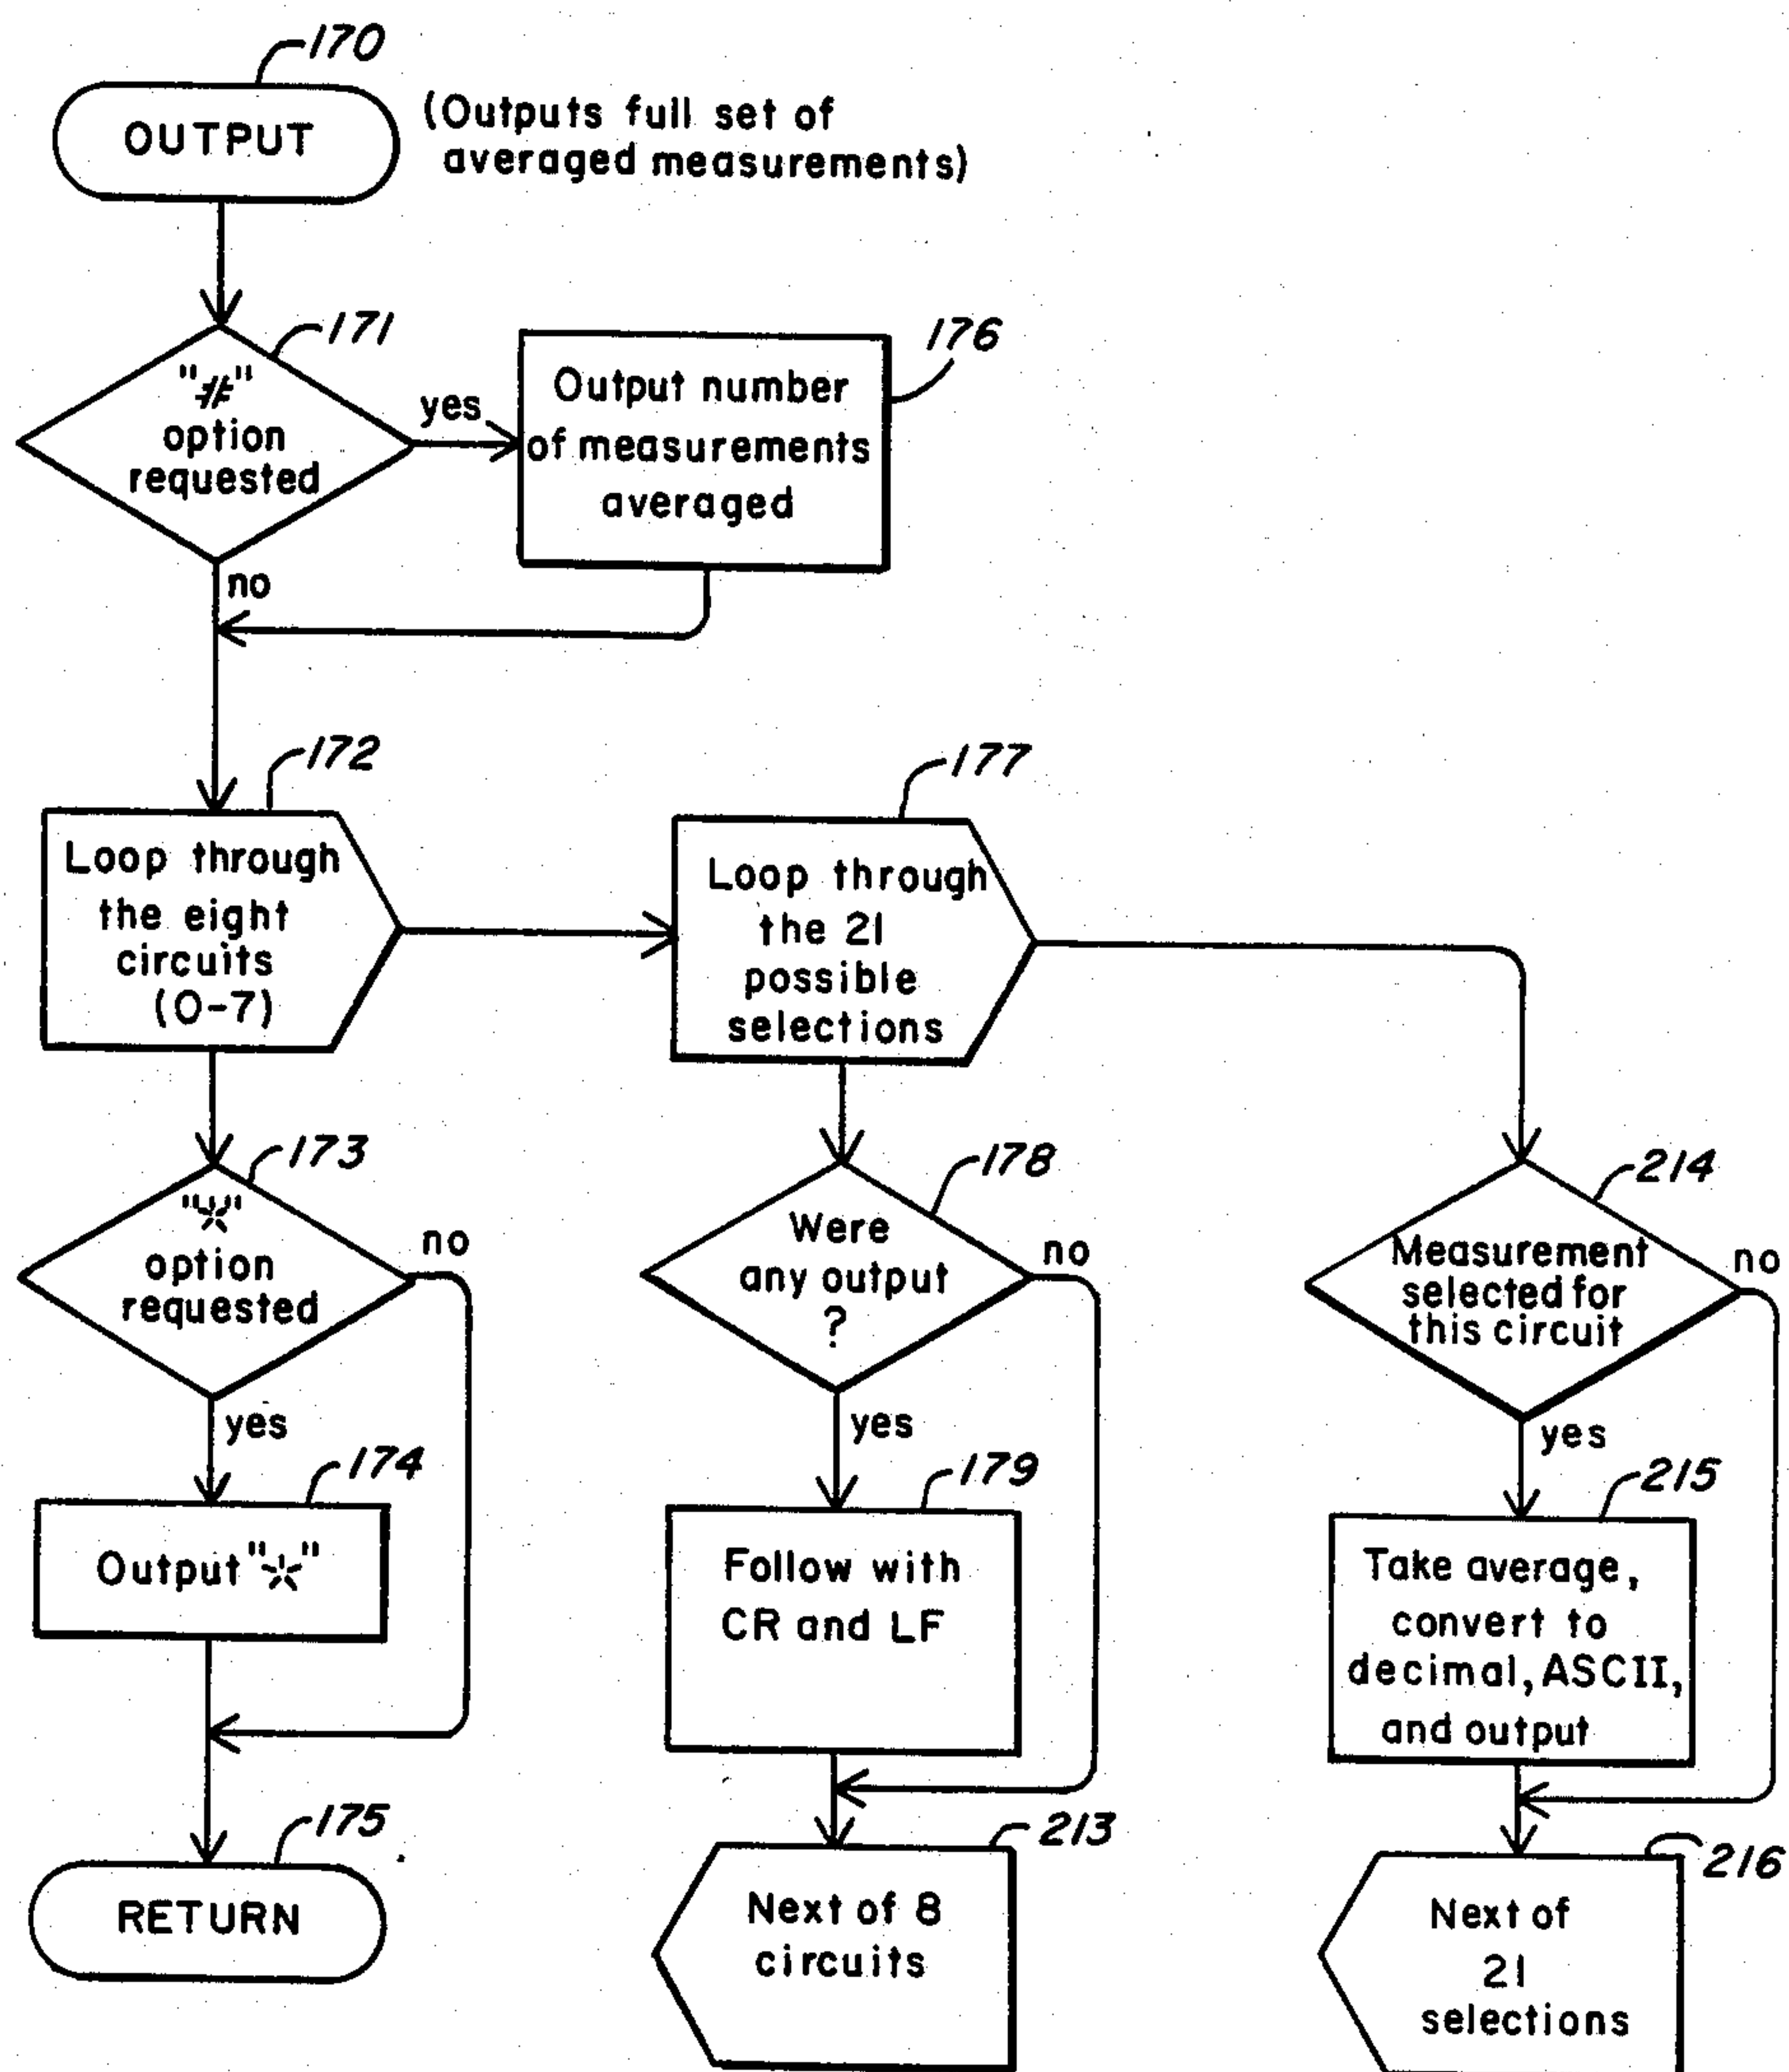 170
OUTPUT
(Outputs full set of
averaged measurements)
171
"#"
option
requested
yes
no
176
Output number
of measurements
averaged
172
Loop through
the eight
circuits
(0-7)
177
Loop through
the 21
possible
selections
173
"*"
option
requested
no
yes
178
Were
any output
?
no
yes
214
Measurement
selected for
this circuit
no
yes
174
Output "*"
179
Follow with
CR and LF
215
Take average,
convert to
decimal, ASCII,
and output
175
RETURN
213
Next of 8
circuits
216
Next of
21
selections